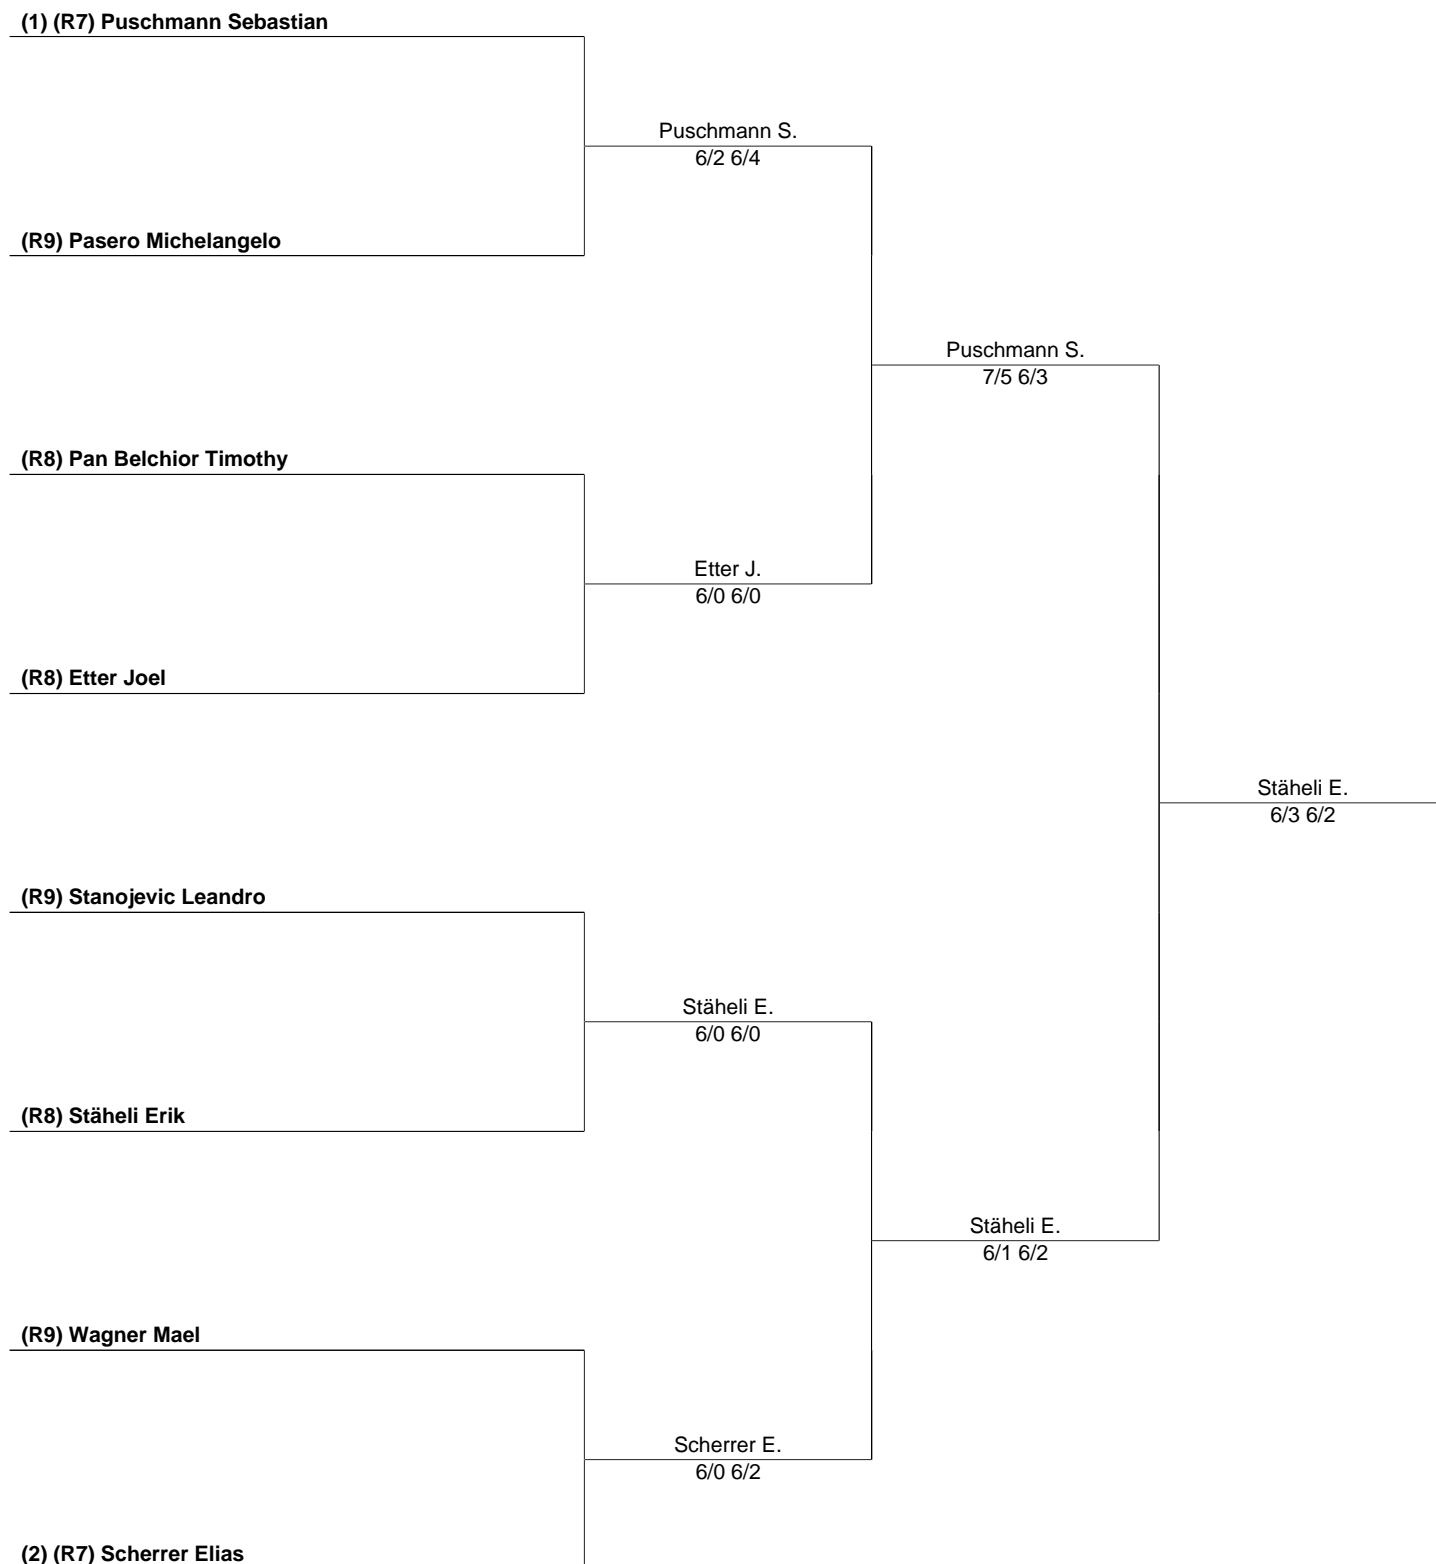 (1) (R7) Puschmann Sebastian
Puschmann S.
6/2 6/4
(R9) Pasero Michelangelo
Puschmann S.
7/5 6/3
(R8) Pan Belchior Timothy
Etter J.
6/0 6/0
(R8) Etter Joel
Stäheli E.
6/3 6/2
(R9) Stanojevic Leandro
Stäheli E.
6/0 6/0
(R8) Stäheli Erik
Stäheli E.
6/1 6/2
(R9) Wagner Mael
Scherrer E.
6/0 6/2
(2) (R7) Scherrer Elias